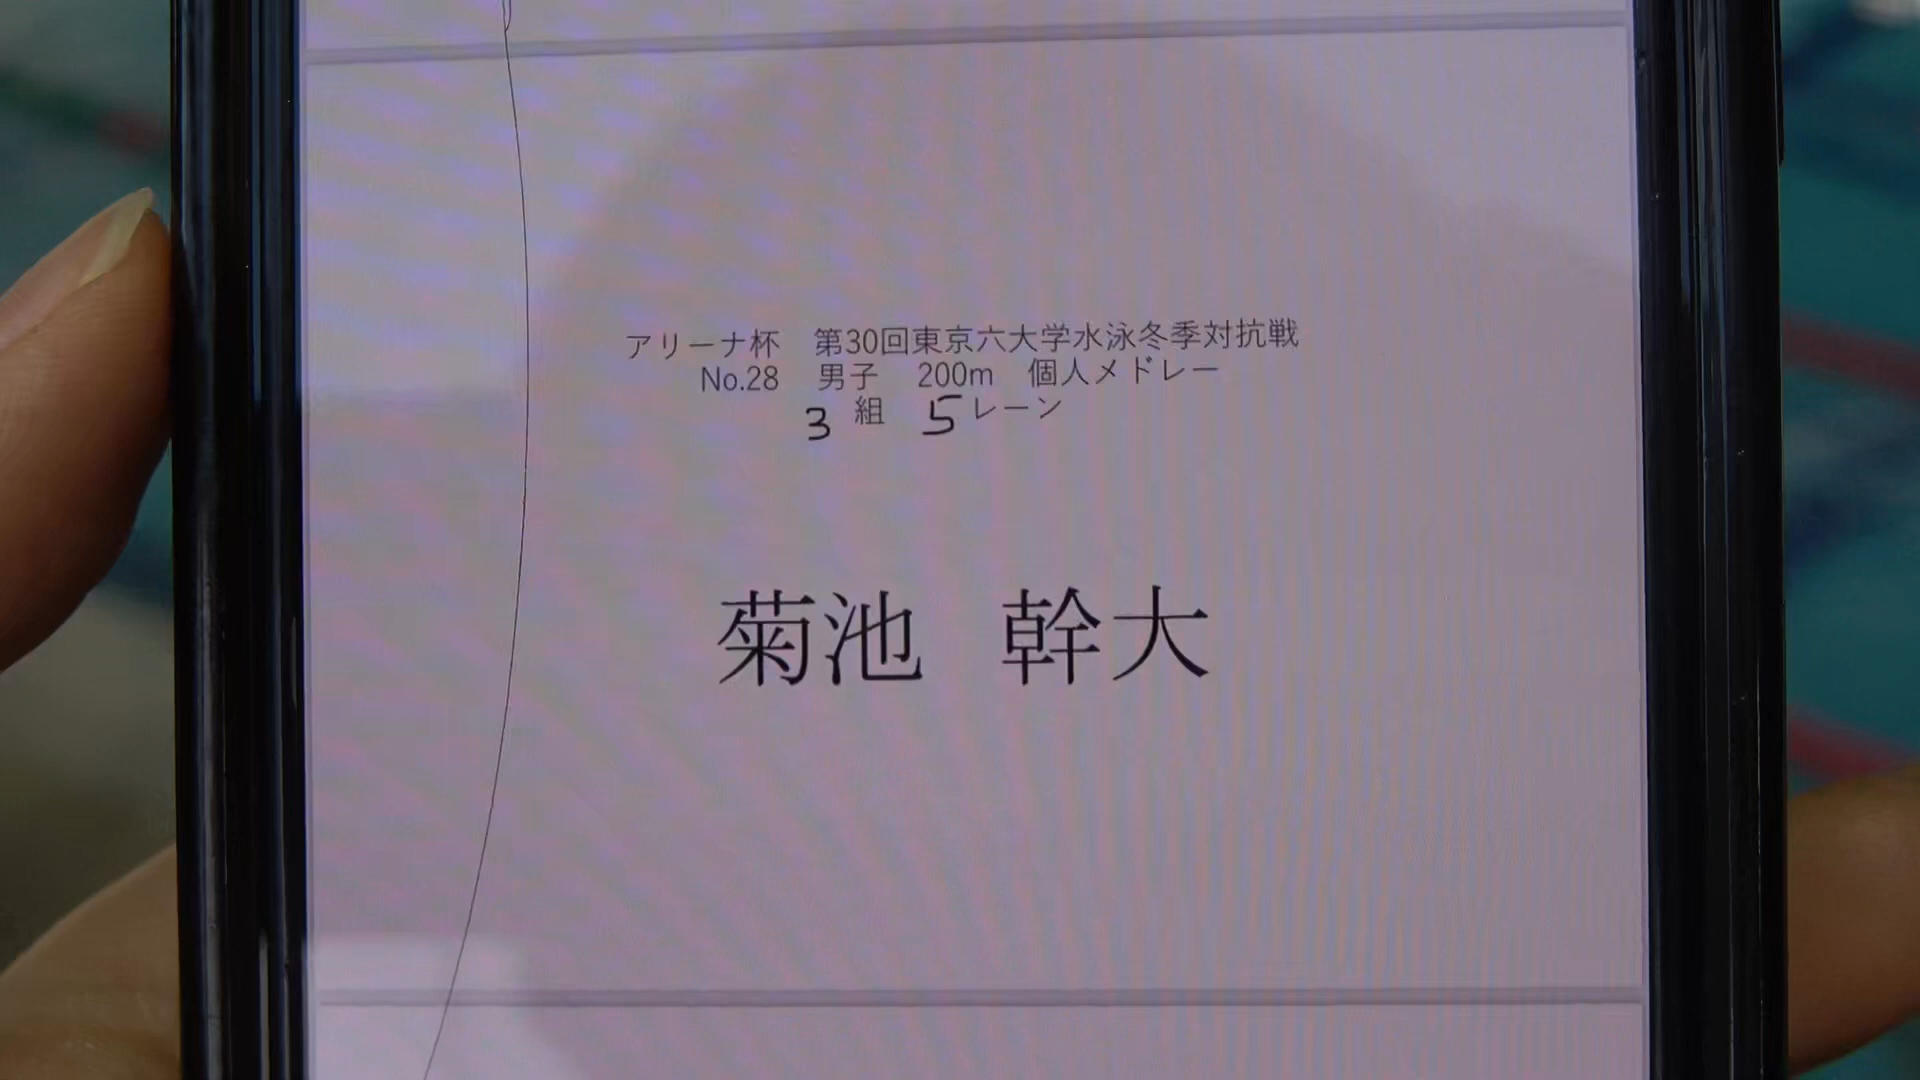 アリーナ杯　第30回東京六大学水泳冬季対抗戦
No.28　男子　200m　個人メドレー
3 組　5 レーン
菊池　幹大